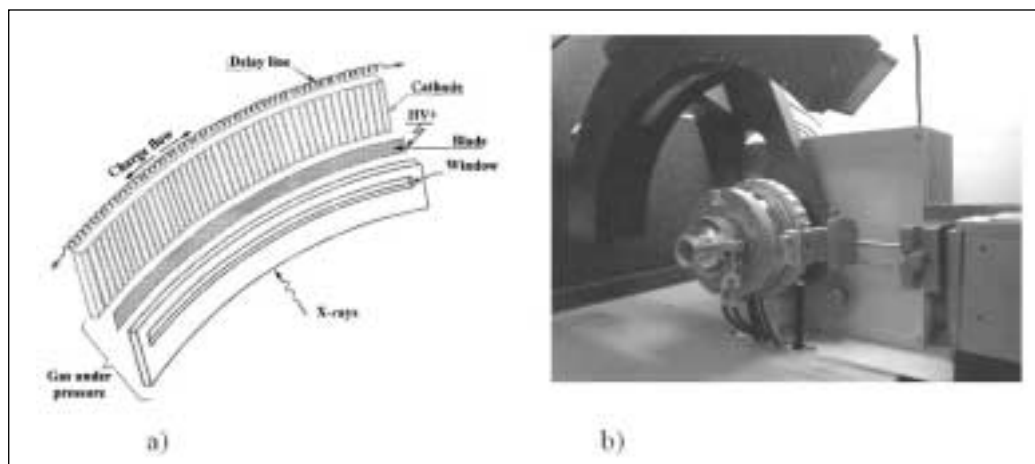 Delay line
Cathode
HV+
Charge flow
Blade
Window
X-rays
Gas under
pressure
a)
b)